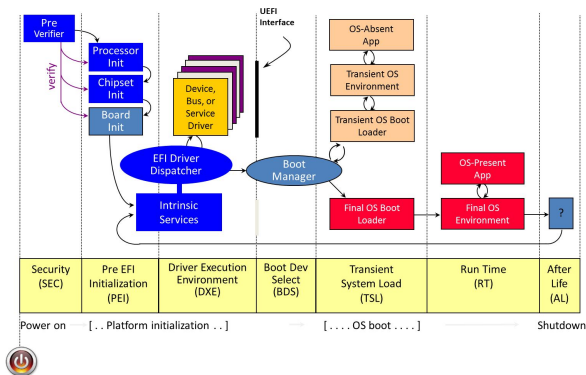 UEFI
Interface
Pre
Verifier
verify
Processor
Init
Chipset
Init
Board
Init
Device,
Bus, or
Service
Driver
EFI Driver
Dispatcher
Intrinsic
Services
Boot
Manager
OS-Absent
App
Transient OS
Environment
Transient OS Boot
Loader
Final OS Boot
Loader
OS-Present
App
Final OS
Environment
?
Security
(SEC)
Pre EFI
Initialization
(PEI)
Driver Execution
Environment
(DXE)
Boot Dev
Select
(BDS)
Transient
System Load
(TSL)
Run Time
(RT)
After
Life
(AL)
Power on
[ . . Platform initialization . . ]
[ . . . . OS boot . . . . ]
Shutdown